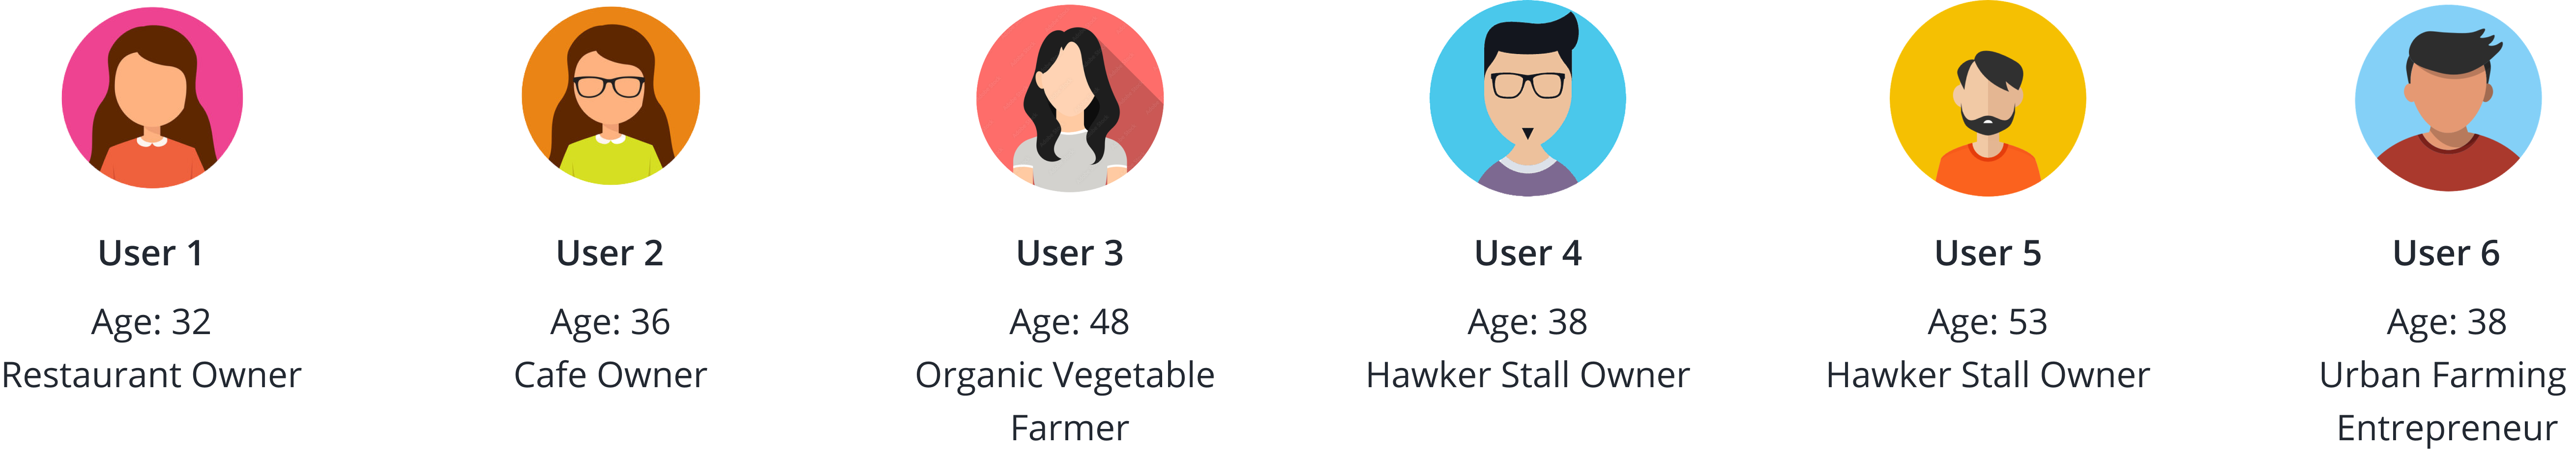 User 1
Age: 32
Restaurant Owner
User 2
Age: 36
Cafe Owner
User 3
Age: 48
Organic Vegetable
Farmer
User 4
Age: 38
Hawker Stall Owner
User 5
Age: 53
Hawker Stall Owner
User 6
Age: 38
Urban Farming
Entrepreneur